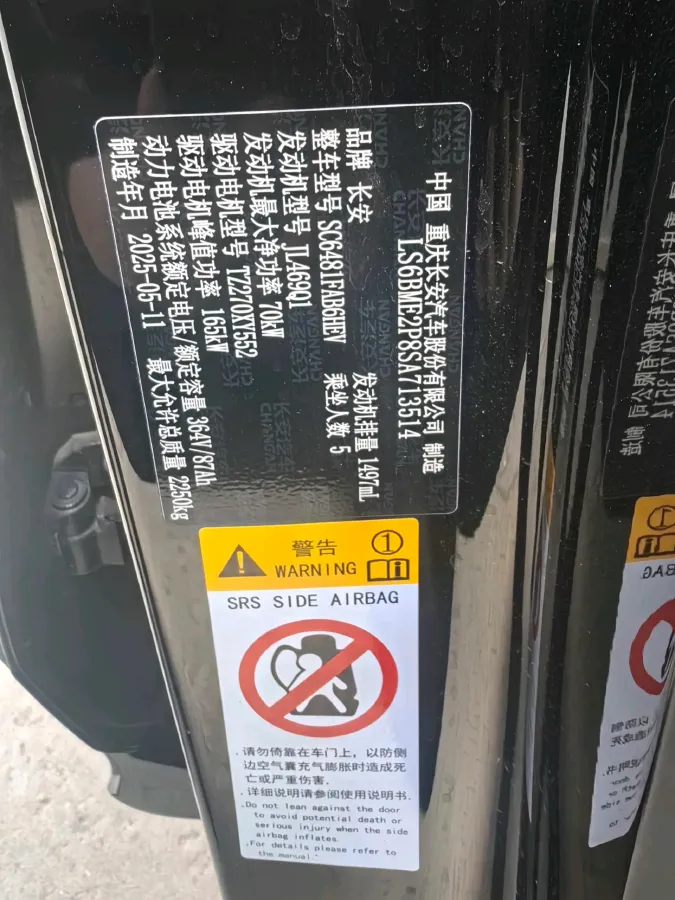 中国 重庆长安汽车股份有限公司 制造
LS6BME2P8SA713514
品牌 长安
整车型号 SC6481FAB6HEV 乘坐人数 5
发动机型号 JL469Q1 发动机排量 1497mL
发动机最大净功率 70kW
驱动电机型号 TZ270XY552
驱动电机峰值功率 165kW
动力电池系统额定电压/额定容量 364V/87Ah
制造年月 2025-05-11 最大允许总质量 2250kg
警告
WARNING
1
SRS SIDE AIRBAG
.请勿倚靠在车门上，以防侧
边空气囊充气膨胀时造成死
亡或严重伤害.
.详细说明请参阅使用说明书.
.Do not lean against the door
to avoid potential death or
serious injury when the side
airbag inflates.
.For details please refer to
the manual.